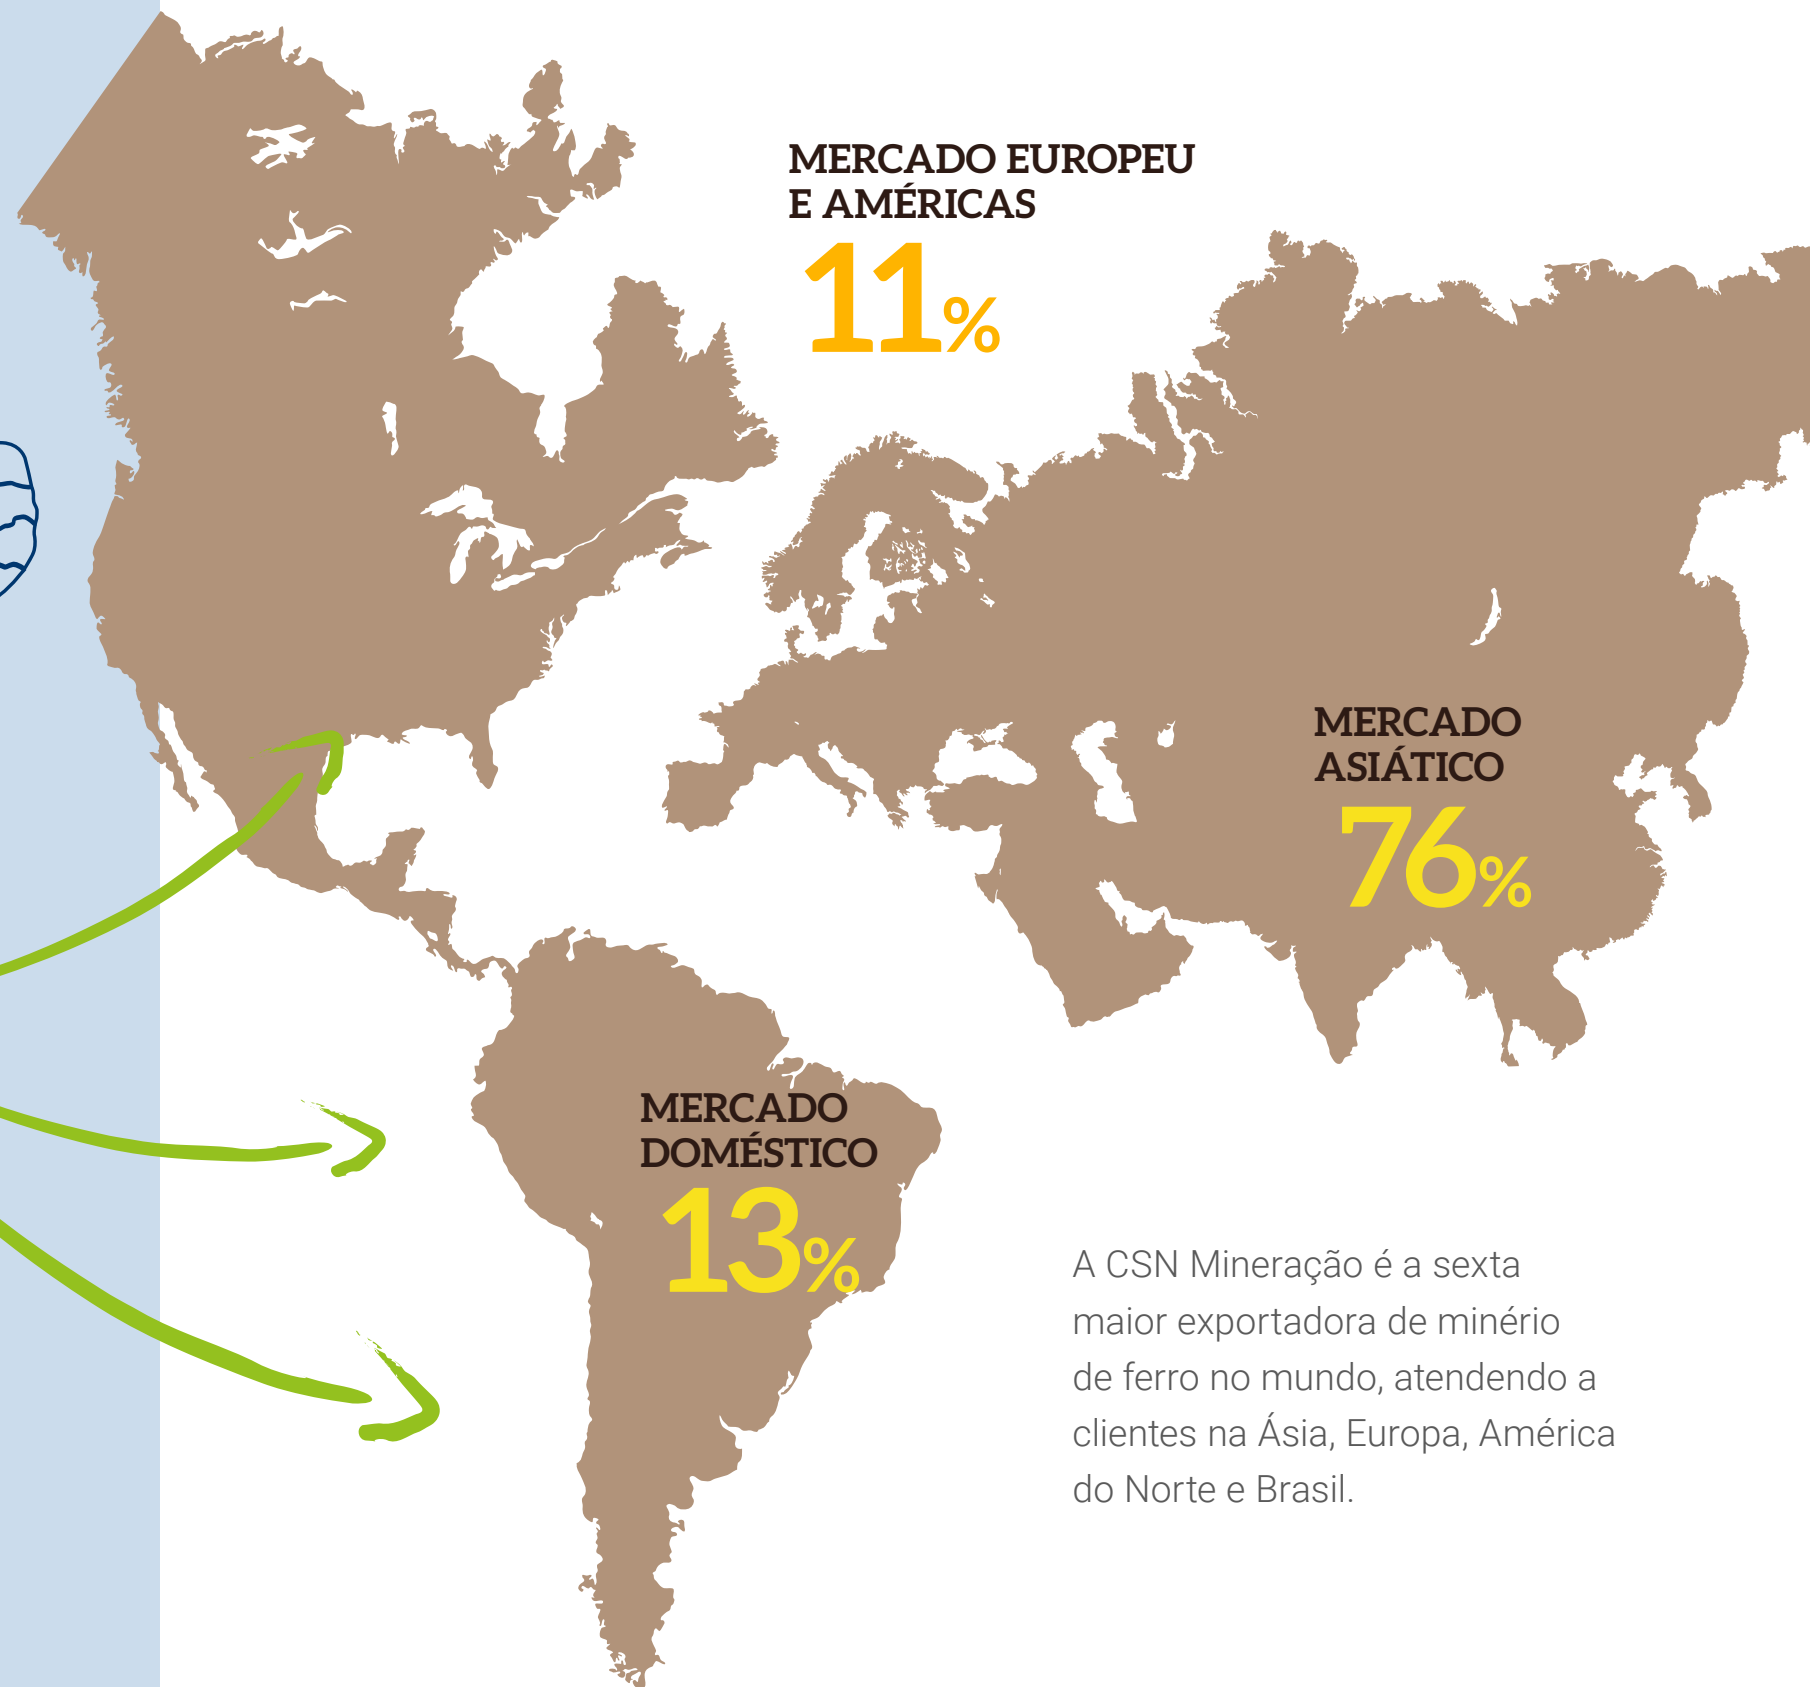 MERCADO EUROPEU
E AMÉRICAS
11%
MERCADO
ASIÁTICO
76%
MERCADO
DOMÉSTICO
13%
A CSN Mineração é a sexta
maior exportadora de minério
de ferro no mundo, atendendo a
clientes na Ásia, Europa, América
do Norte e Brasil.